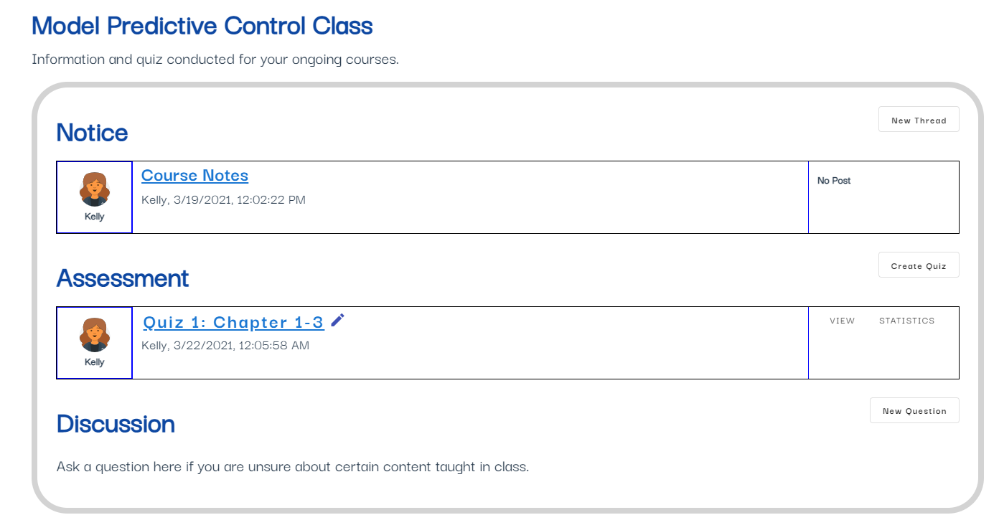 Model Predictive Control Class
Information and quiz conducted for your ongoing courses.
New Thread
Notice
Course Notes
No Post
Kelly, 3/19/2021, 12:02:22 PM
Kelly
Create Quiz
Assessment
Quiz 1: Chapter 1-3
VIEW STATISTICS
Kelly, 3/22/2021, 12:05:58 AM
Kelly
New Question
Discussion
Ask a question here if you are unsure about certain content taught in class.